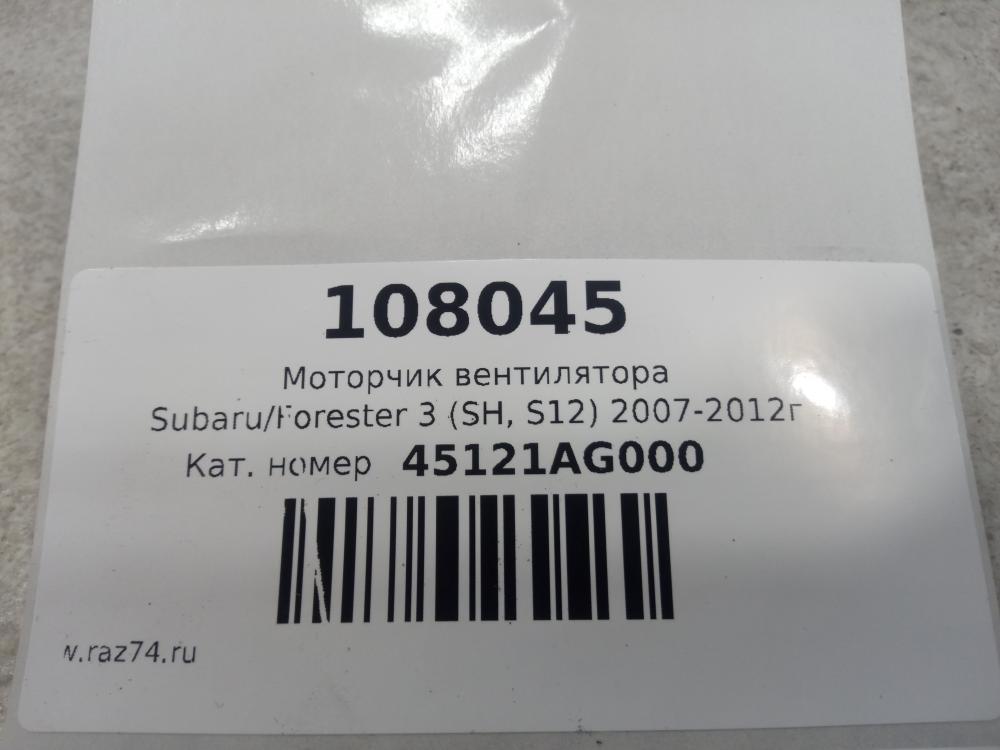 108045
Моторчик вентилятора
Subaru/Forester 3 (SH, S12) 2007-2012г
Кат. номер 45121AG000
w.raz74.ru